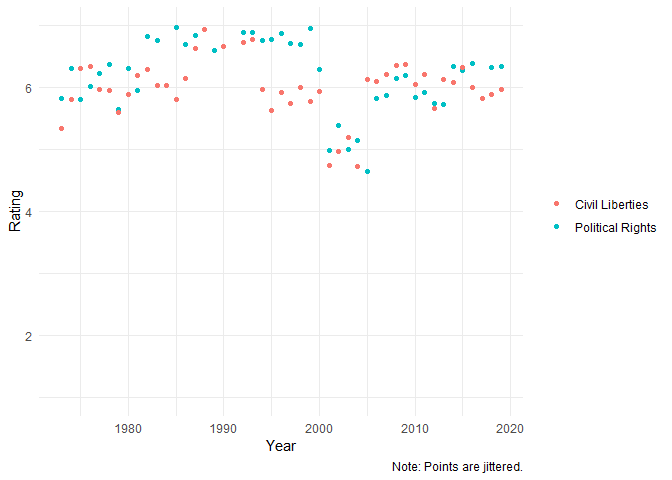 6
4
2
Rating
1980 1990 2000 2010 2020
Year
Civil Liberties
Political Rights
Note: Points are jittered.